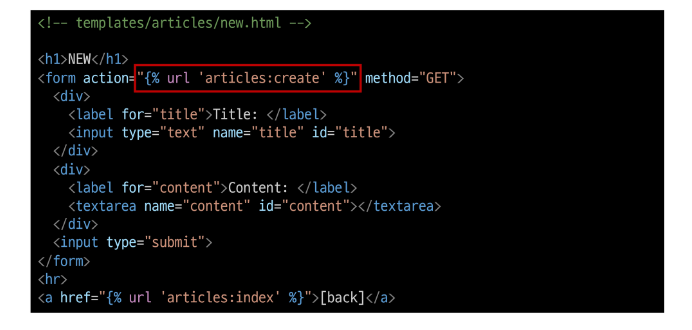 <!-- templates/articles/new.html -->
<h1>NEW</h1>
<form action="{% url 'articles:create' %}" method="GET">
<div>
<label for="title">Title: </label>
<input type="text" name="title" id="title">
</div>
<div>
<label for="content">Content: </label>
<textarea name="content" id="content"></textarea>
</div>
<input type="submit">
</form>
<hr>
<a href="{% url 'articles:index' %}">[back]</a>